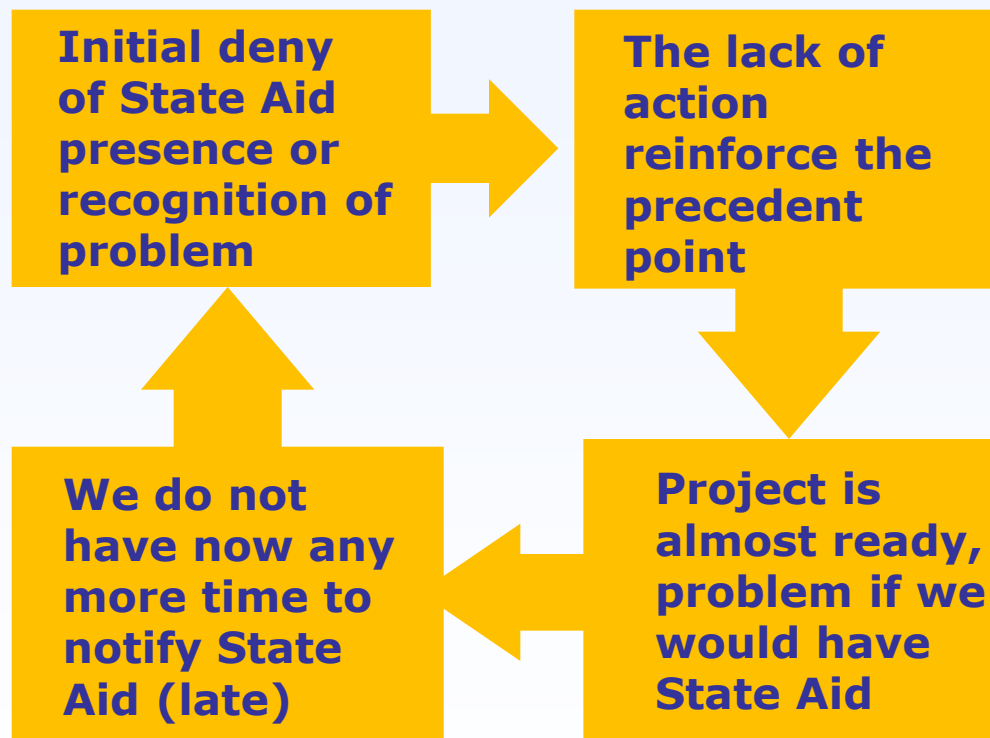 Initial deny
of State Aid
presence or
recognition of
problem
The lack of
action
reinforce the
precedent
point
Project is
almost ready,
problem if we
would have
State Aid
We do not
have now any
more time to
notify State
Aid (late)